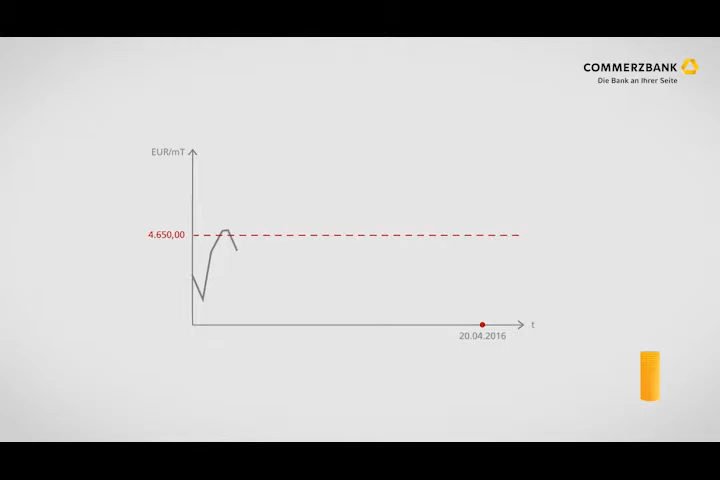 COMMERZBANK
Die Bank an Ihrer Seite
EUR/mT
4.650,00
t
20.04.2016